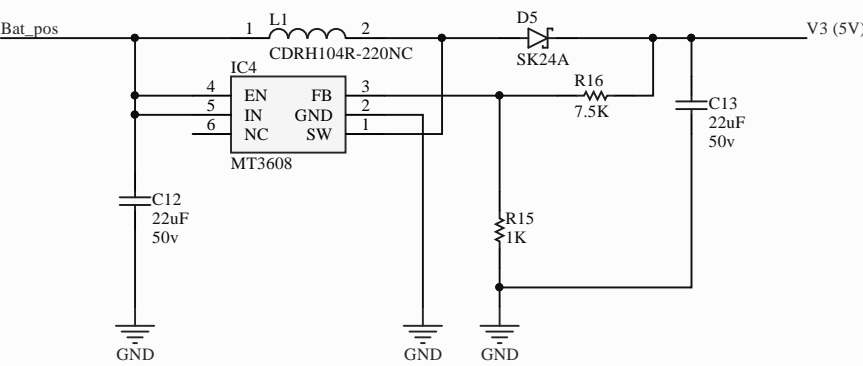 Bat_pos
1
L1
2
CDRH104R-220NC
D5
SK24A
V3 (5V)
IC4
4 EN FB 3
5 IN GND 2
6 NC SW 1
MT3608
R16
7.5K
C13
22uF
50v
C12
22uF
50v
R15
1K
GND
GND
GND